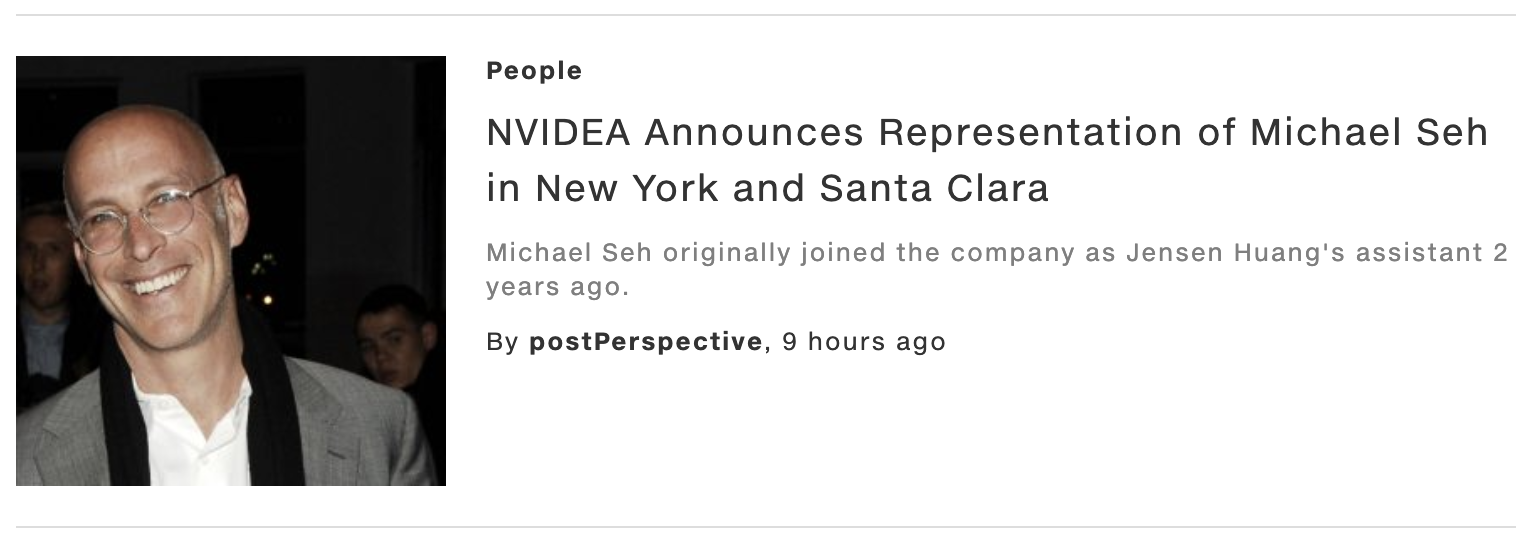 People
NVIDEA Announces Representation of Michael Seh
in New York and Santa Clara
Michael Seh originally joined the company as Jensen Huang's assistant 2
years ago.
By postPerspective, 9 hours ago